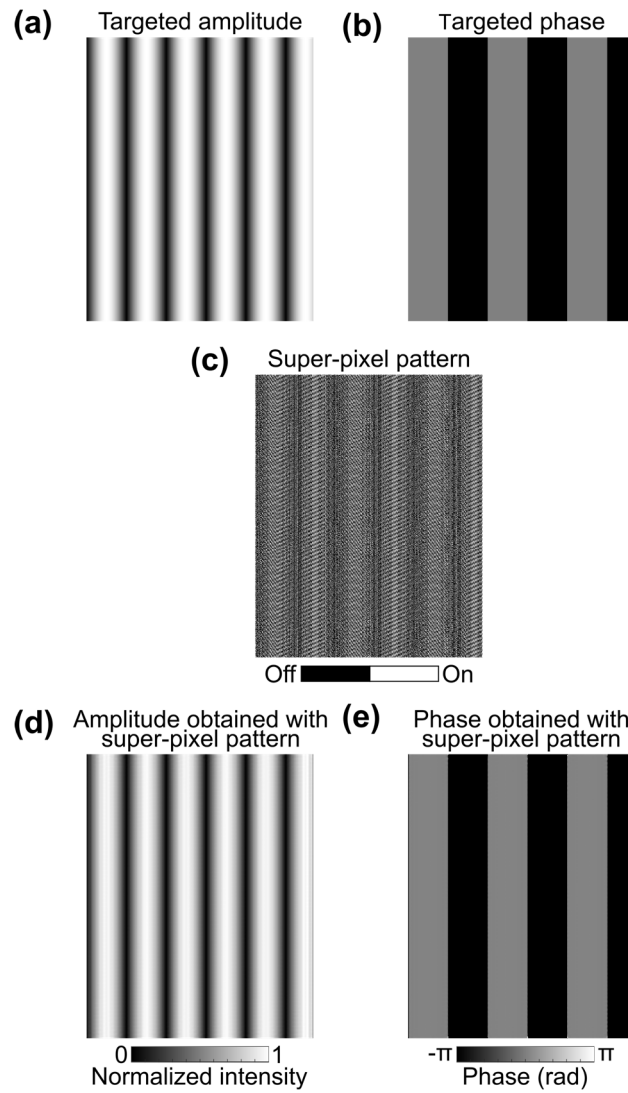 (a) Targeted amplitude
(b) Targeted phase
(c) Super-pixel pattern
Off On
(d) Amplitude obtained with
super-pixel pattern
(e) Phase obtained with
super-pixel pattern
0 1
Normalized intensity
-π π
Phase (rad)